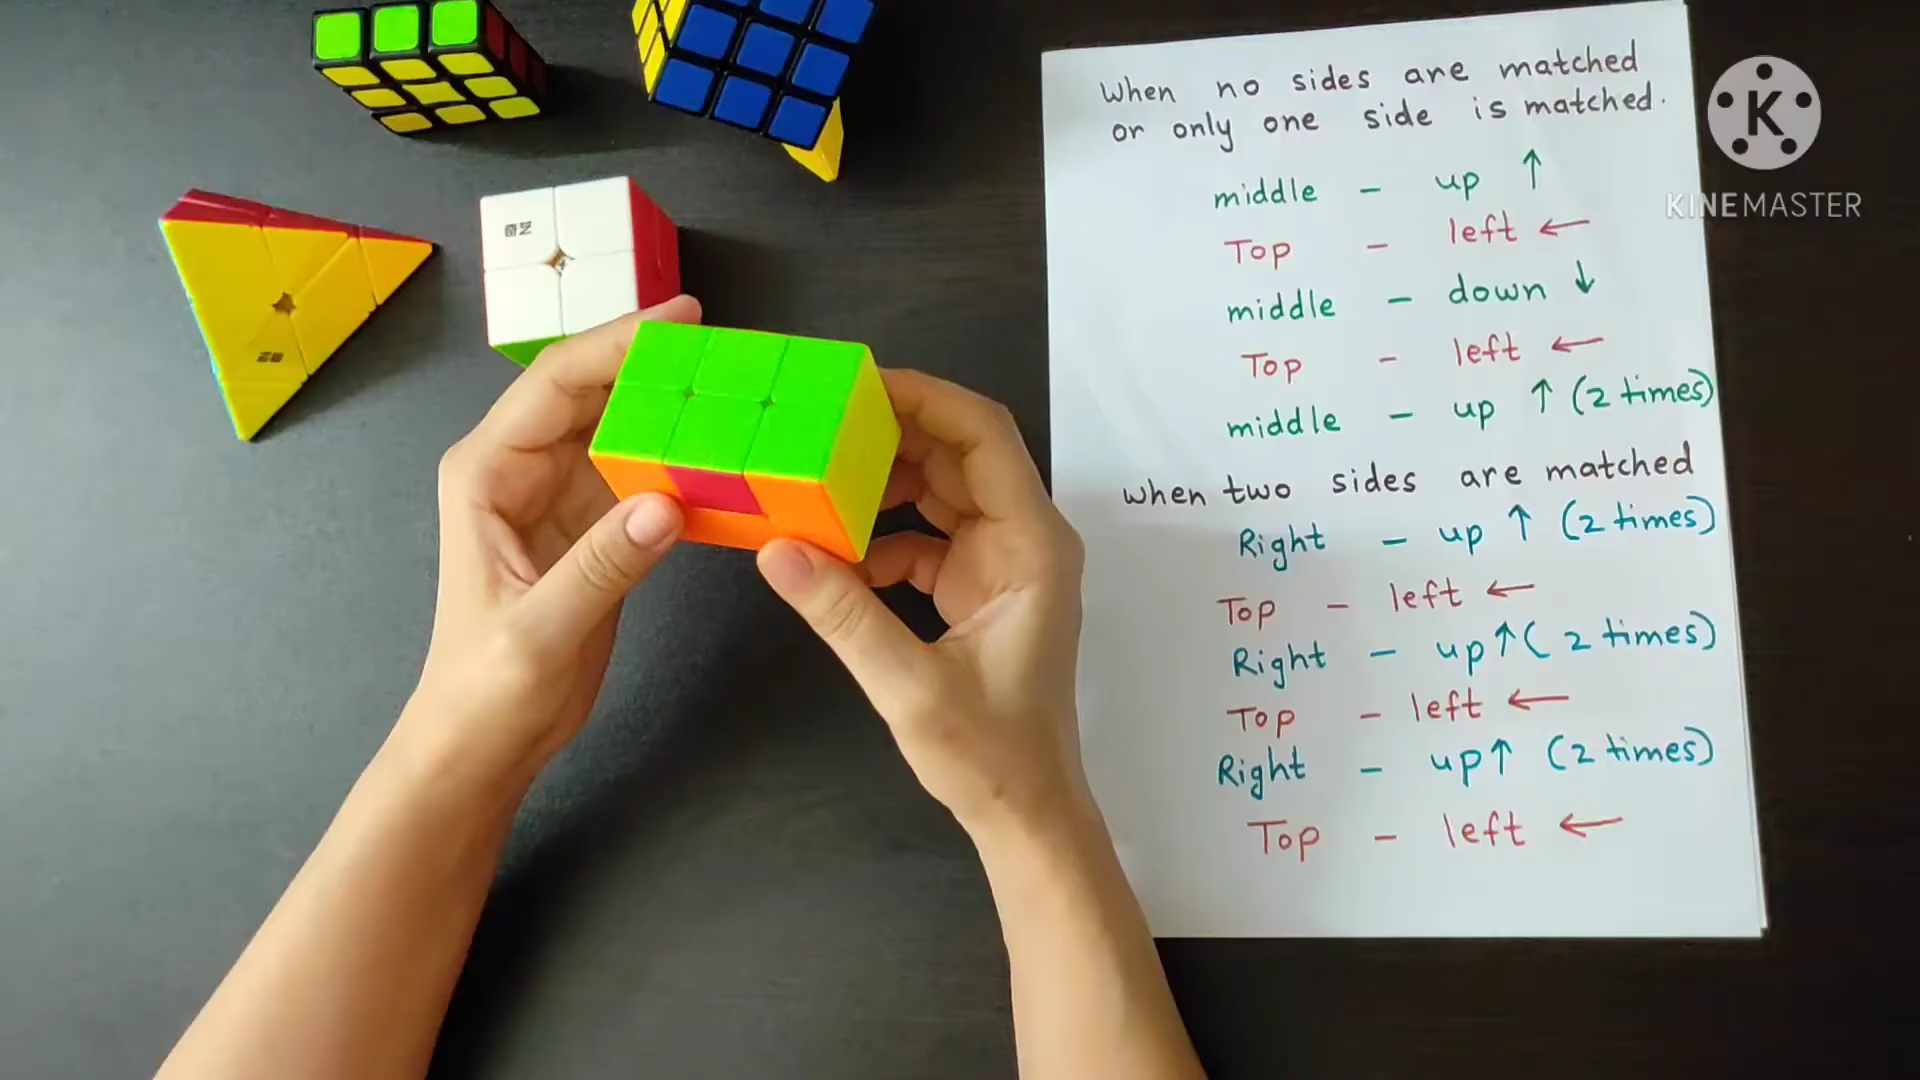 When no sides are matched
or only one side is matched.
middle - up ↑
Top - left ←
middle - down ↓
Top - left ←
middle - up ↑ (2 times)
When two sides are matched
Right - up ↑ (2 times)
Top - left ←
Right - up ↑ (2 times)
Top - left ←
Right - up ↑ (2 times)
Top - left ←
K
KINEMASTER
奇艺